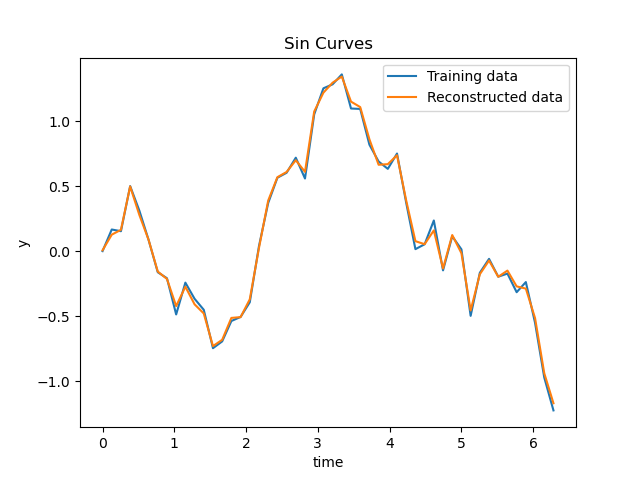 Sin Curves
Training data
Reconstructed data
1.0
0.5
0.0
−0.5
−1.0
y
0 1 2 3 4 5 6
time